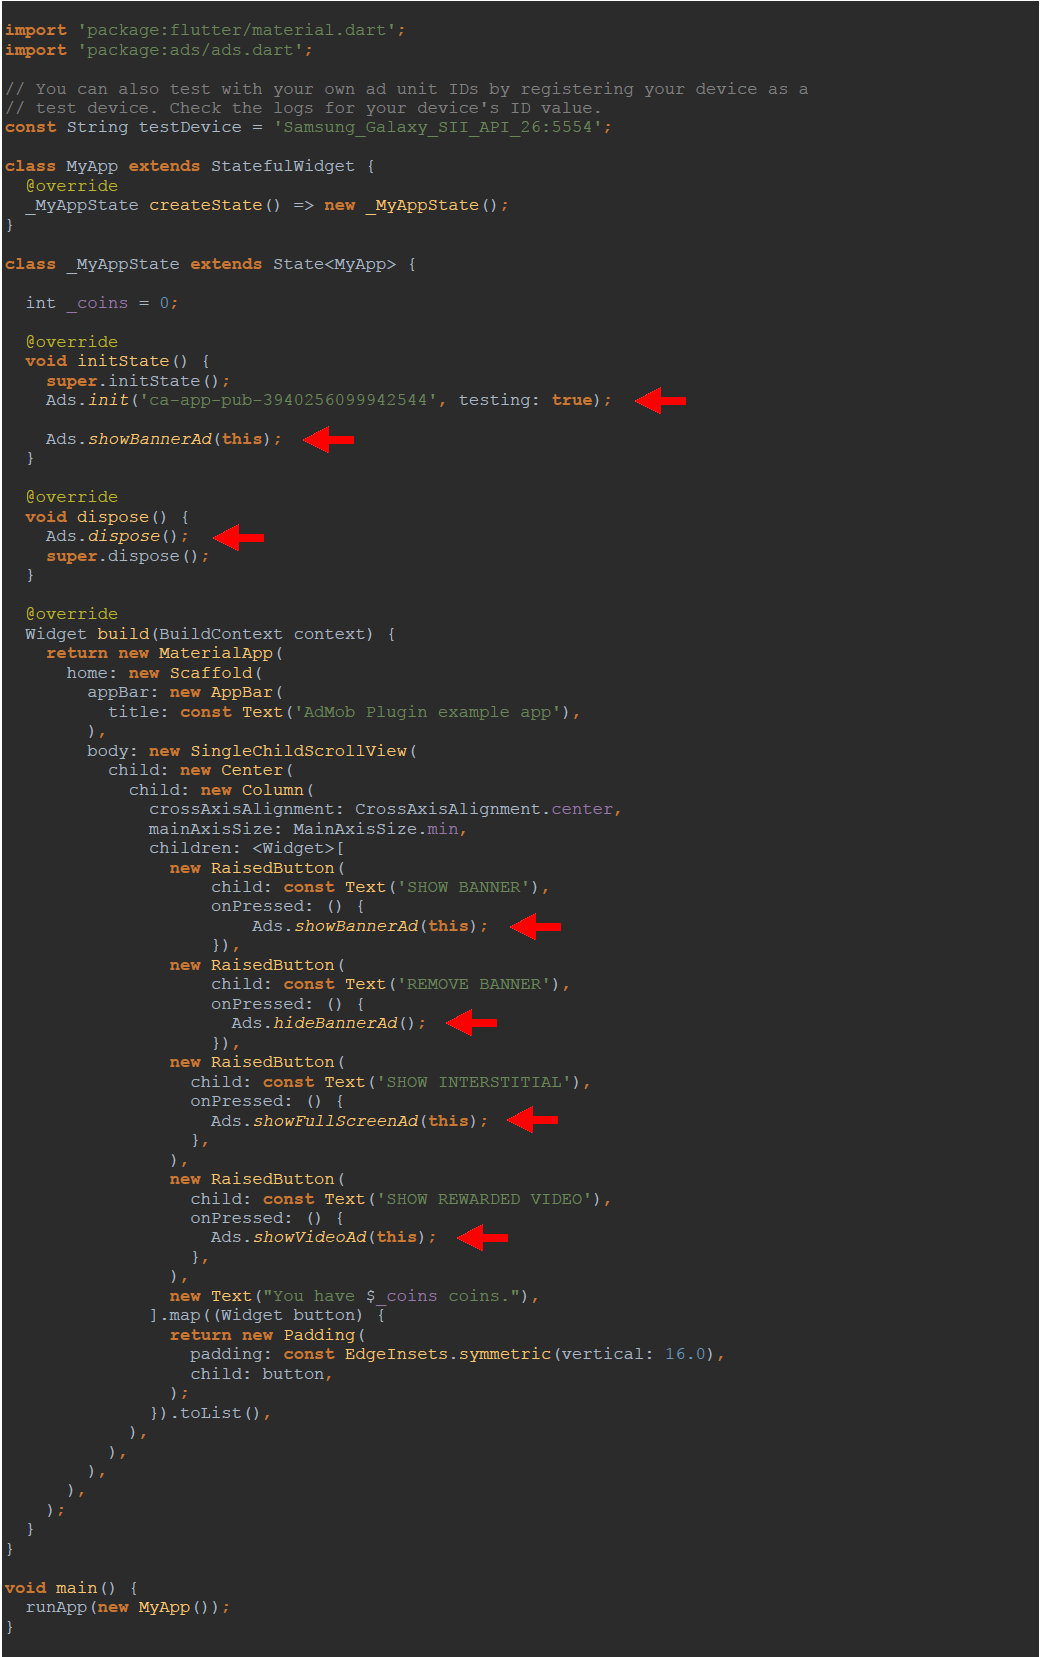 import 'package:flutter/material.dart';
import 'package:ads/ads.dart';

// You can also test with your own ad unit IDs by registering your device as a
// test device. Check the logs for your device's ID value.
const String testDevice = 'Samsung_Galaxy_SII_API_26:5554';

class MyApp extends StatefulWidget {
  @override
  _MyAppState createState() => new _MyAppState();
}

class _MyAppState extends State<MyApp> {

  int _coins = 0;

  @override
  void initState() {
    super.initState();
    Ads.init('ca-app-pub-3940256099942544', testing: true);

    Ads.showBannerAd(this);
  }

  @override
  void dispose() {
    Ads.dispose();
    super.dispose();
  }

  @override
  Widget build(BuildContext context) {
    return new MaterialApp(
      home: new Scaffold(
        appBar: new AppBar(
          title: const Text('AdMob Plugin example app'),
        ),
        body: new SingleChildScrollView(
          child: new Center(
            child: new Column(
              crossAxisAlignment: CrossAxisAlignment.center,
              mainAxisSize: MainAxisSize.min,
              children: <Widget>[
                new RaisedButton(
                    child: const Text('SHOW BANNER'),
                    onPressed: () {
                        Ads.showBannerAd(this);
                    }),
                new RaisedButton(
                    child: const Text('REMOVE BANNER'),
                    onPressed: () {
                      Ads.hideBannerAd();
                    }),
                new RaisedButton(
                  child: const Text('SHOW INTERSTITIAL'),
                  onPressed: () {
                    Ads.showFullScreenAd(this);
                  },
                ),
                new RaisedButton(
                  child: const Text('SHOW REWARDED VIDEO'),
                  onPressed: () {
                    Ads.showVideoAd(this);
                  },
                ),
                new Text("You have $_coins coins."),
              ].map((Widget button) {
                return new Padding(
                  padding: const EdgeInsets.symmetric(vertical: 16.0),
                  child: button,
                );
              }).toList(),
            ),
          ),
        ),
      ),
    );
  }
}

void main() {
  runApp(new MyApp());
}